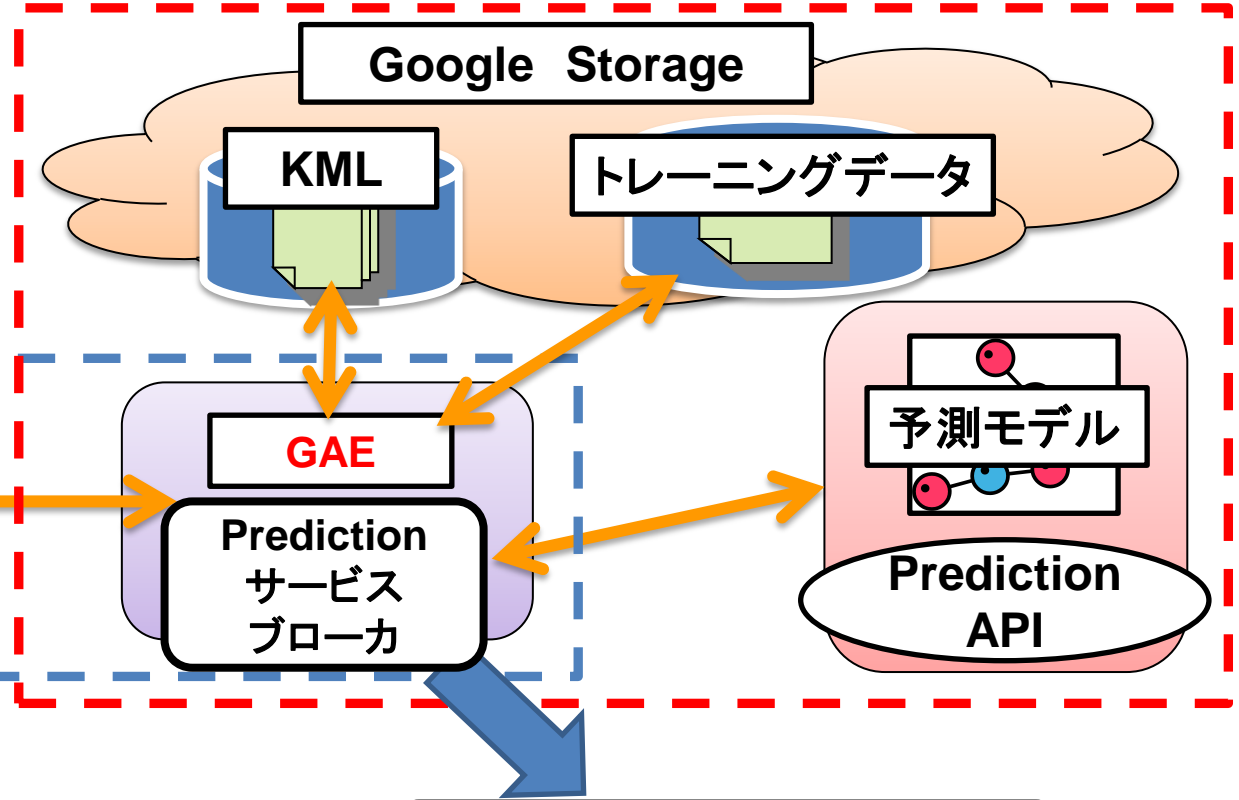 Google Storage
KML
トレーニングデータ
GAE
予測モデル
Prediction
サービス
ブローカ
Prediction
API